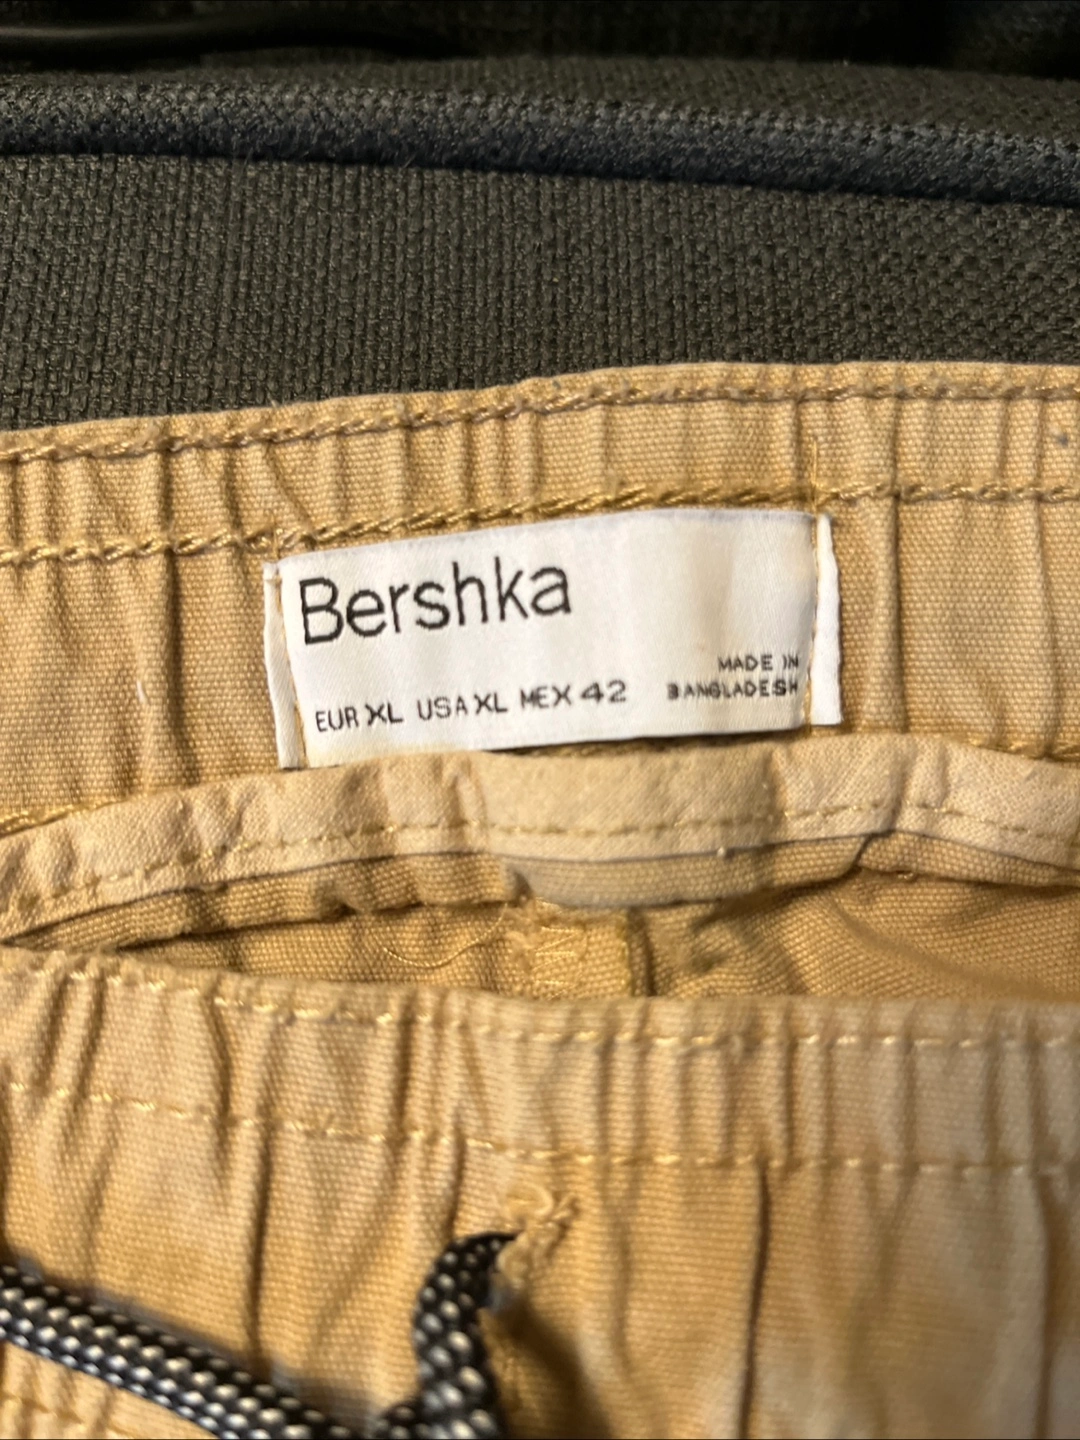 Bershka
EUR XL USA XL MEX 42
MADE IN
BANGLADESH